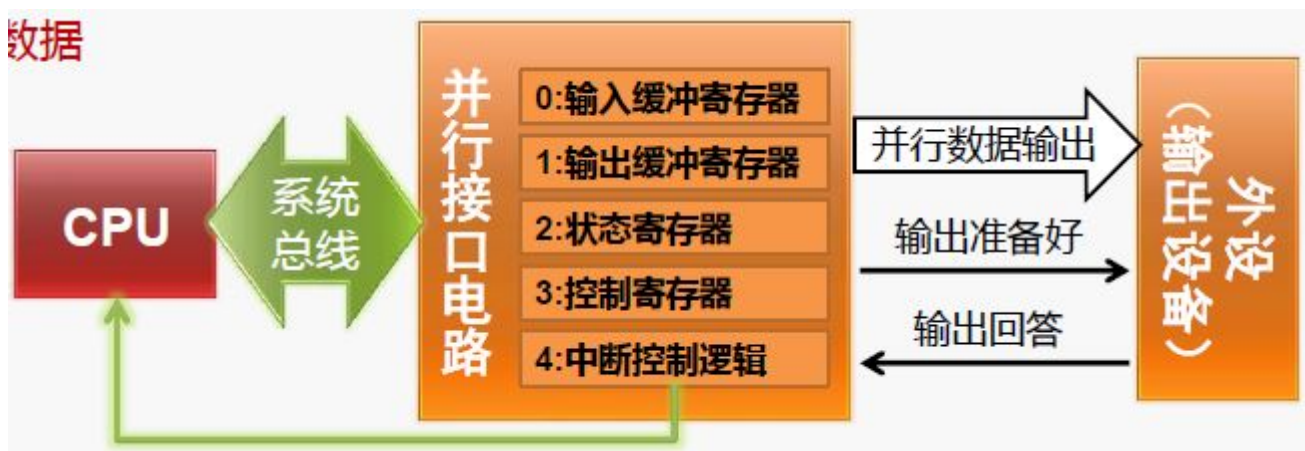 数据
CPU
系统
总线
并行接口电路
0:输入缓冲寄存器
1:输出缓冲寄存器
2:状态寄存器
3:控制寄存器
4:中断控制逻辑
并行数据输出
输出准备好
输出回答
外设
（输出设备）